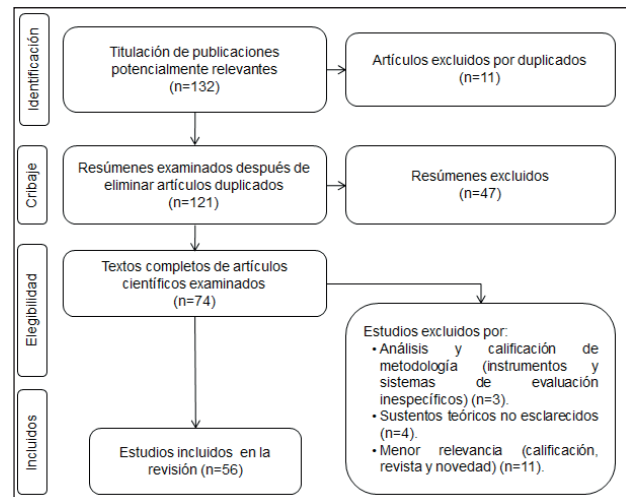 Identificación
Titulación de publicaciones
potencialmente relevantes
(n=132)
Artículos excluidos por duplicados
(n=11)
Cribaje
Resúmenes examinados después de
eliminar artículos duplicados
(n=121)
Resúmenes excluidos
(n=47)
Elegibilidad
Textos completos de artículos
científicos examinados
(n=74)
Estudios excluidos por:
• Análisis y calificación de
metodología (instrumentos y
sistemas de evaluación
inespecíficos) (n=3).
• Sustentos teóricos no esclarecidos
(n=4).
• Menor relevancia (calificación,
revista y novedad) (n=11).
Incluidos
Estudios incluidos en la
revisión (n=56)